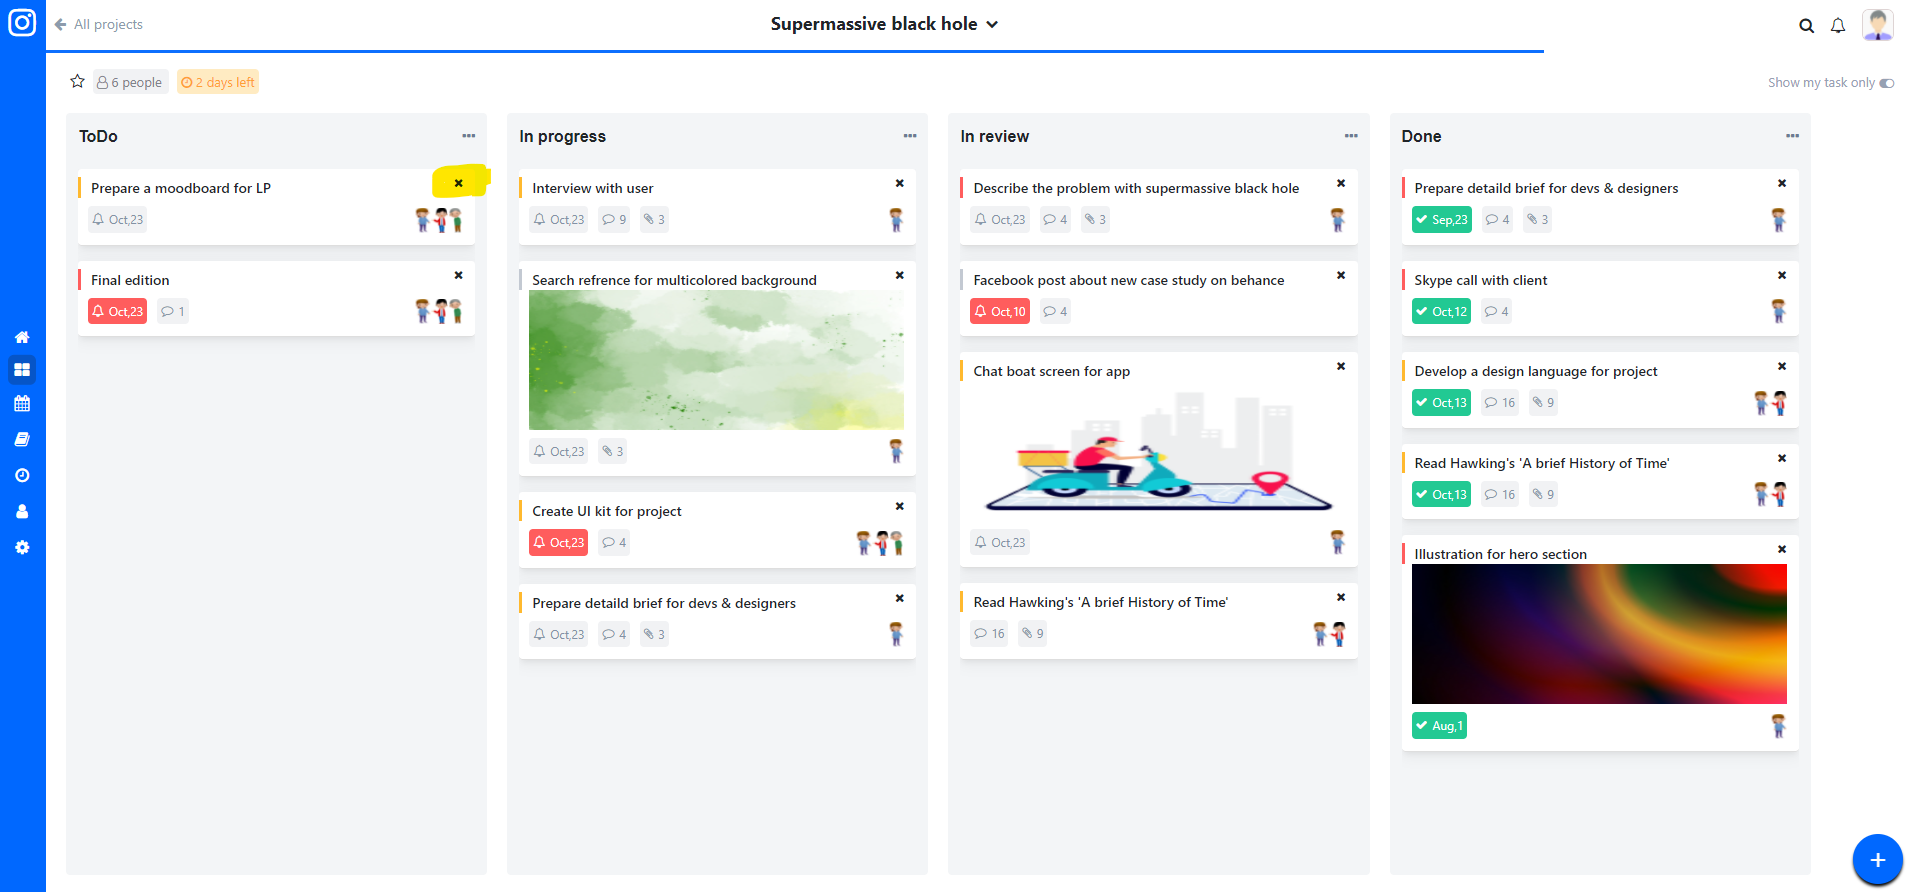 All projects
Supermassive black hole
6 people
2 days left
Show my task only
ToDo
Prepare a moodboard for LP
Oct,23
Final edition
Oct,23 1
In progress
Interview with user
Oct,23 9 3
Search refrence for multicolored background
Oct,23 3
Create UI kit for project
Oct,23 4
Prepare detaild brief for devs & designers
Oct,23 4 3
In review
Describe the problem with supermassive black hole
Oct,23 4 3
Facebook post about new case study on behance
Oct,10 4
Chat boat screen for app
Oct,23
Read Hawking's 'A brief History of Time'
16 9
Done
Prepare detaild brief for devs & designers
Sep,23 4 3
Skype call with client
Oct,12 4
Develop a design language for project
Oct,13 16 9
Read Hawking's 'A brief History of Time'
Oct,13 16 9
Illustration for hero section
Aug,1